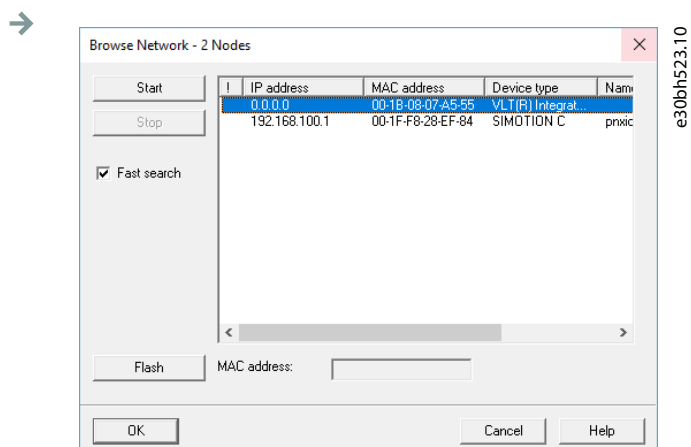 Browse Network - 2 Nodes
Start
Stop
Fast search
! IP address MAC address Device type Nam
0.0.0.0 00-1B-08-07-A5-55 VLT(R) Integrat...
192.168.100.1 00-1F-F8-28-EF-84 SIMOTION C pnxic
Flash MAC address:
OK Cancel Help
e30bh523.10